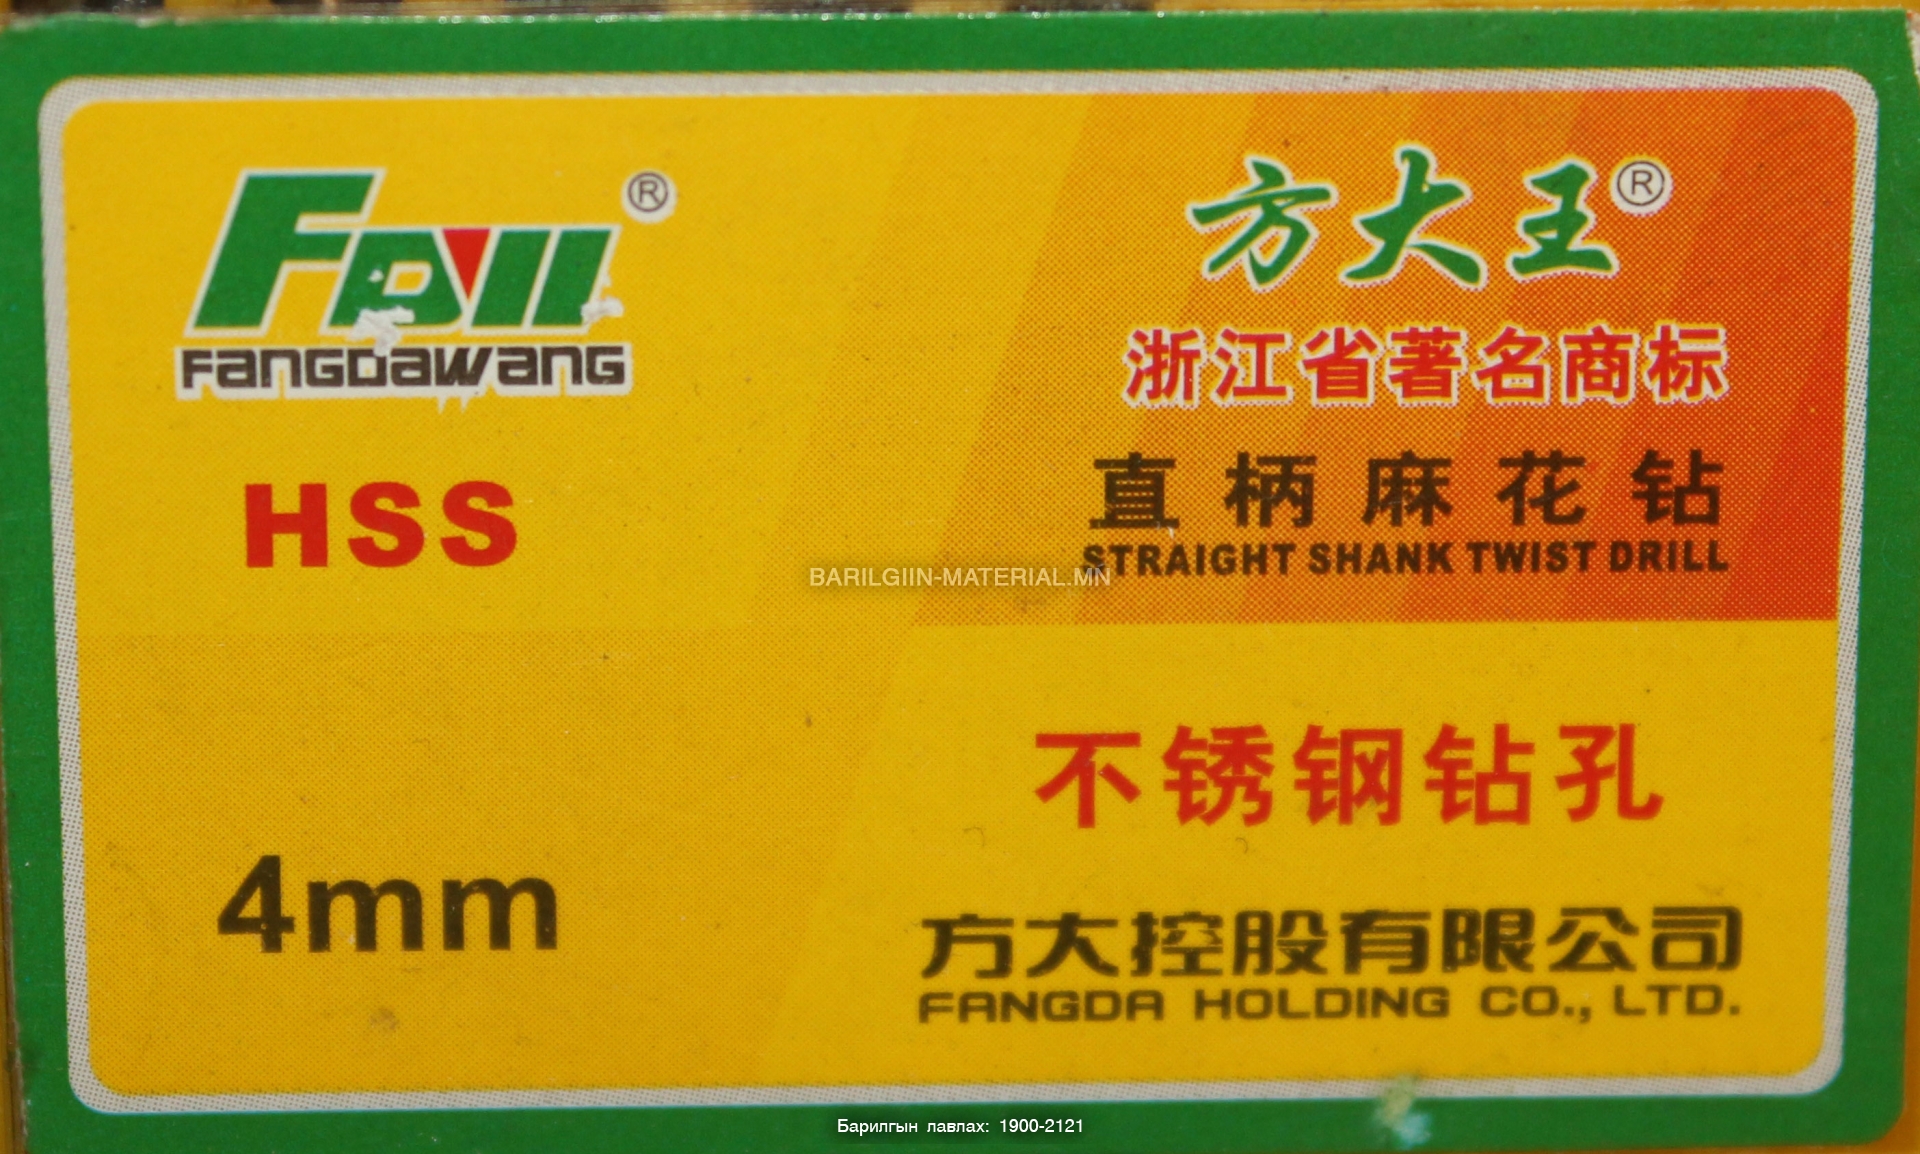 FDW®
FANGDAWANG
HSS
4mm
方大王®
浙江省著名商标
直柄麻花钻
STRAIGHT SHANK TWIST DRILL
BARILGIIN-MATERIAL.MN
不锈钢钻孔
方大控股有限公司
FANGDA HOLDING CO., LTD.
Барилгын лавлах: 1900-2121